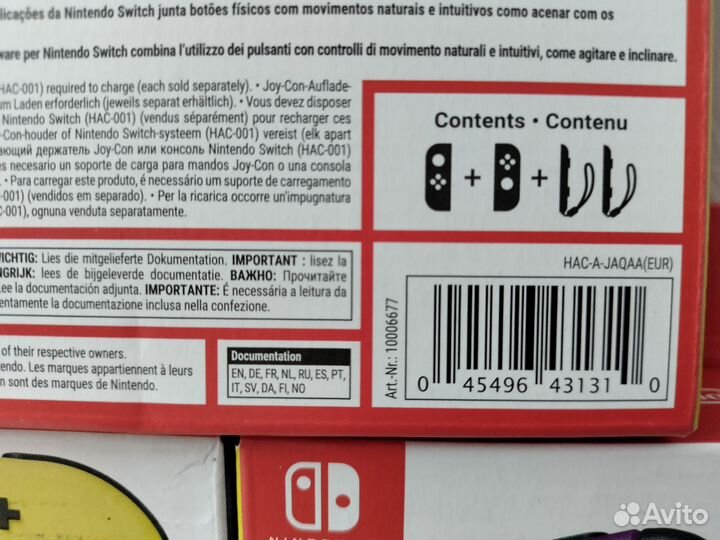 licações da Nintendo Switch junta botões físicos com movimentos naturais e intuitivos como acenar com os
ware per Nintendo Switch combina l'utilizzo dei pulsanti con controlli di movimento naturali e intuitivi, come agitare e inclinare.
HAC-001) required to charge (each sold separately). • Joy-Con-Auflade-
um Laden erforderlich (jeweils separat erhältlich). • Vous devez disposer
Nintendo Switch (HAC-001) (vendus séparément) pour recharger ces
-Con-houder of Nintendo Switch-systeem (HAC-001) vereist (elk apart
ающий держатель Joy-Con или консоль Nintendo Switch (HAC-001)
es necesario un soporte de carga para mandos Joy-Con o una consola
. • Para carregar este produto, é necessário um suporte de carregamento
-001) (vendidos em separado). • Per la ricarica occorre un'impugnatura
C-001), ognuna venduta separatamente.
Contents • Contenu
WICHTIG: Lies die mitgelieferte Dokumentation. IMPORTANT : lisez la
NGRIJK: lees de bijgeleverde documentatie. ВАЖНО: Прочитайте
Lee la documentación adjunta. IMPORTANTE: É necessária a leitura da
entamente la documentazione inclusa nella confezione.
HAC-A-JAQAA(EUR)
Art.-Nr.: 10006677
0 45496 43131 0
of their respective owners.
endo. Les marques appartiennent à leurs
n sont des marques de Nintendo.
Documentation
EN, DE, FR, NL, RU, ES, PT,
IT, SV, DA, FI, NO
Avito